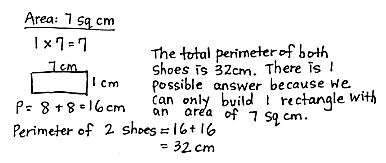 Area: 7 sq cm
1 x 7 = 7
7 cm
1 cm
P = 8 + 8 = 16 cm
The total perimeter of both
shoes is 32cm. There is 1
possible answer because we
can only build 1 rectangle with
an area of 7 sq cm.
Perimeter of 2 shoes = 16 + 16
= 32 cm